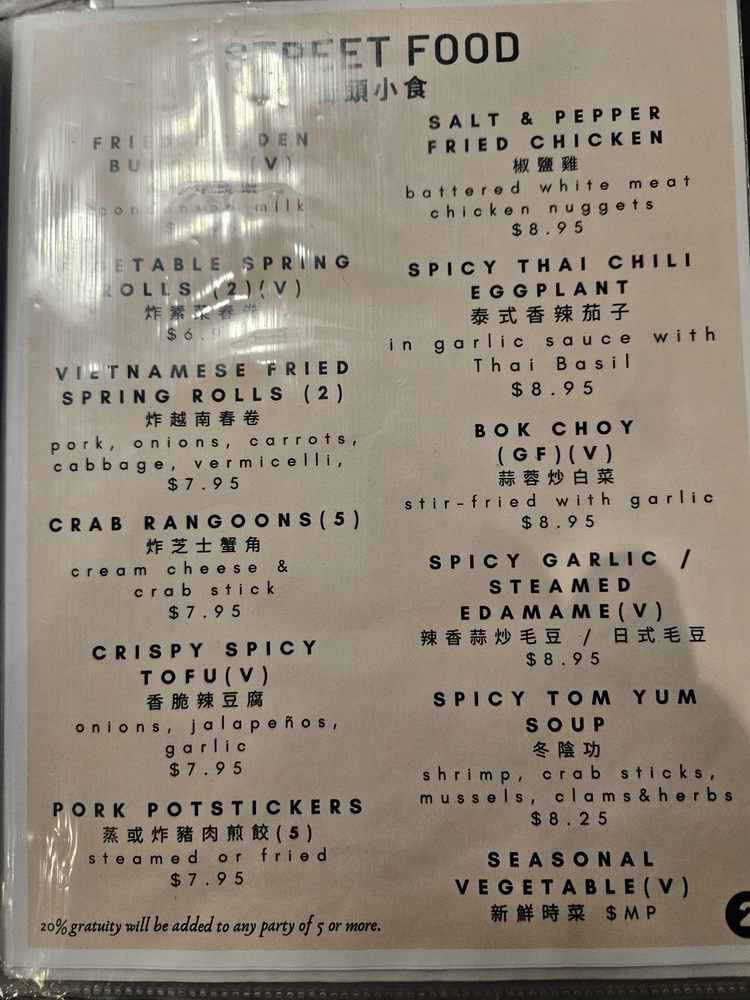 STREET FOOD
頭小食
FRIED
(V)
condensed milk
VEGETABLE SPRING
ROLLS (2)(V)
炸素菜春卷
VIETNAMESE FRIED
SPRING ROLLS (2)
炸越南春卷
pork, onions, carrots,
cabbage, vermicelli,
$7.95
CRAB RANGOONS(5)
炸芝士蟹角
cream cheese &
crab stick
$7.95
CRISPY SPICY
TOFU(V)
香脆辣豆腐
onions, jalapeños,
garlic
$7.95
PORK POTSTICKERS
蒸或炸豬肉煎餃(5)
steamed or fried
$7.95
SALT & PEPPER
FRIED CHICKEN
椒鹽雞
battered white meat
chicken nuggets
$8.95
SPICY THAI CHILI
EGGPLANT
泰式香辣茄子
in garlic sauce with
Thai Basil
$8.95
BOK CHOY
(GF)(V)
蒜蓉炒白菜
stir-fried with garlic
$8.95
SPICY GARLIC /
STEAMED
EDAMAME(V)
辣香蒜炒毛豆 / 日式毛豆
$8.95
SPICY TOM YUM
SOUP
冬陰功
shrimp, crab sticks,
mussels, clams&herbs
$8.25
SEASONAL
VEGETABLE(V)
新鮮時菜 $MP
20% gratuity will be added to any party of 5 or more.
2